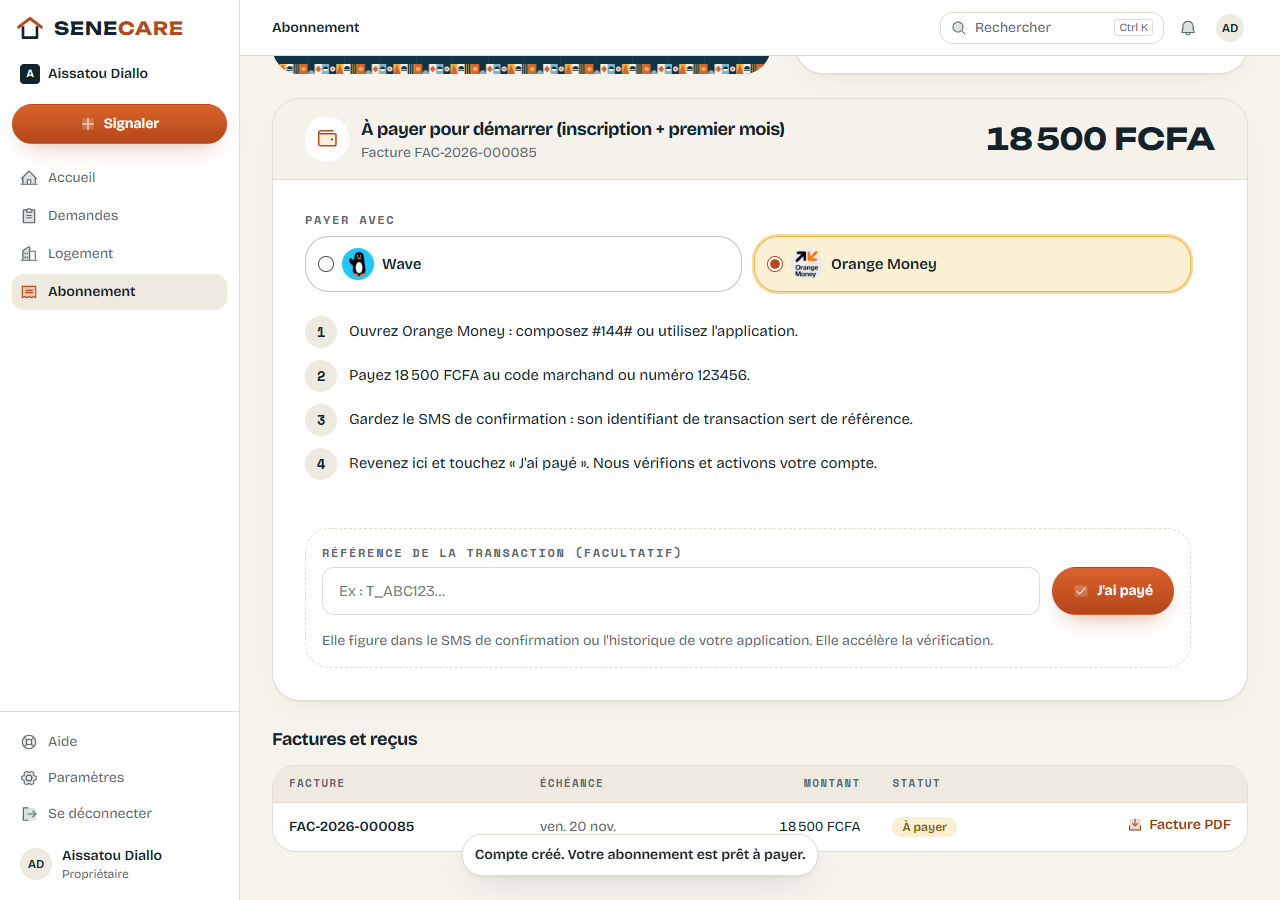 SENECARE
A Aissatou Diallo
Signaler
Accueil
Demandes
Logement
Abonnement
Aide
Paramètres
Se déconnecter
AD Aissatou Diallo
Propriétaire
Abonnement
Rechercher Ctrl K AD
À payer pour démarrer (inscription + premier mois)
Facture FAC-2026-000085
18 500 FCFA
PAYER AVEC
Wave
Orange Money Orange Money
1 Ouvrez Orange Money : composez #144# ou utilisez l'application.
2 Payez 18 500 FCFA au code marchand ou numéro 123456.
3 Gardez le SMS de confirmation : son identifiant de transaction sert de référence.
4 Revenez ici et touchez « J'ai payé ». Nous vérifions et activons votre compte.
RÉFÉRENCE DE LA TRANSACTION (FACULTATIF)
Ex : T_ABC123...
J'ai payé
Elle figure dans le SMS de confirmation ou l'historique de votre application. Elle accélère la vérification.
Factures et reçus
FACTURE ÉCHÉANCE MONTANT STATUT
FAC-2026-000085 ven. 20 nov. 18 500 FCFA À payer Facture PDF
Compte créé. Votre abonnement est prêt à payer.